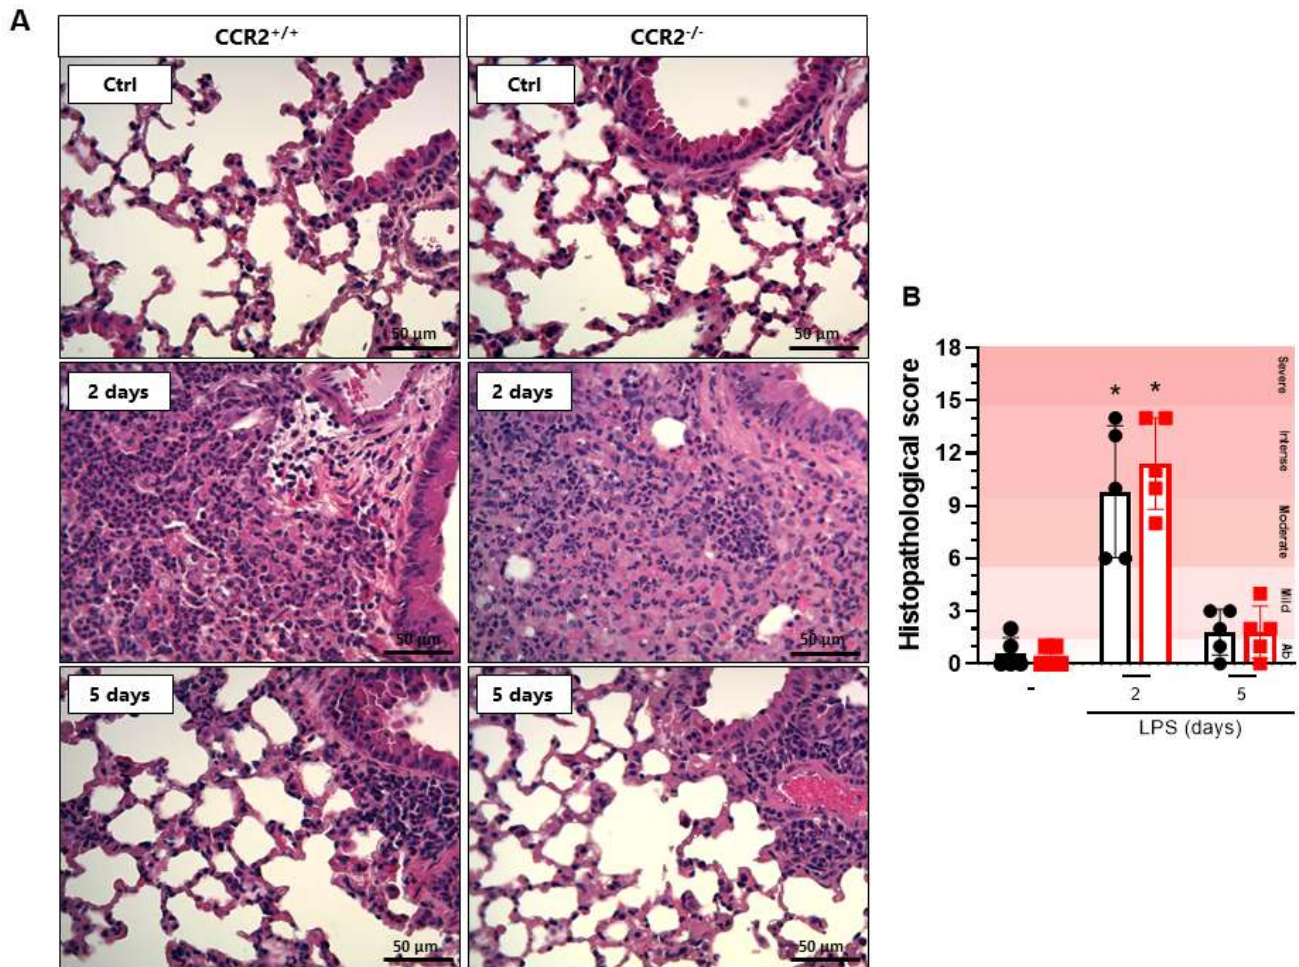 A
CCR2+/+
CCR2-/-
Ctrl
Ctrl
50 µm
50 µm
2 days
2 days
50 µm
50 µm
5 days
5 days
50 µm
50 µm
B
Histopathological score
18
15
12
9
6
3
0
Severe
Intense
Moderate
Mild
Ab
*
*
-
2
5
LPS (days)